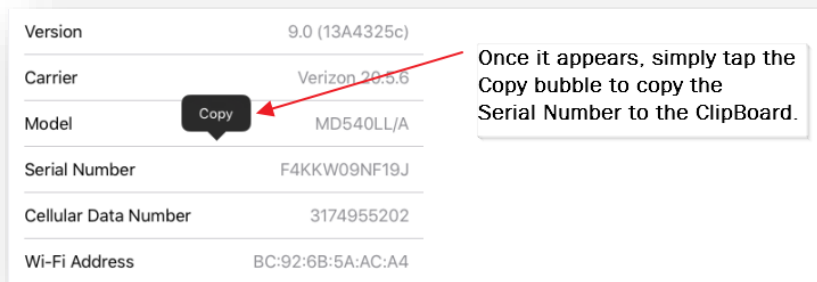 Version 9.0 (13A4325c)
Carrier Verizon 20.5.6
Copy
Model MD540LL/A
Serial Number F4KKW09NF19J
Cellular Data Number 3174955202
Wi-Fi Address BC:92:6B:5A:AC:A4
Once it appears, simply tap the
Copy bubble to copy the
Serial Number to the ClipBoard.